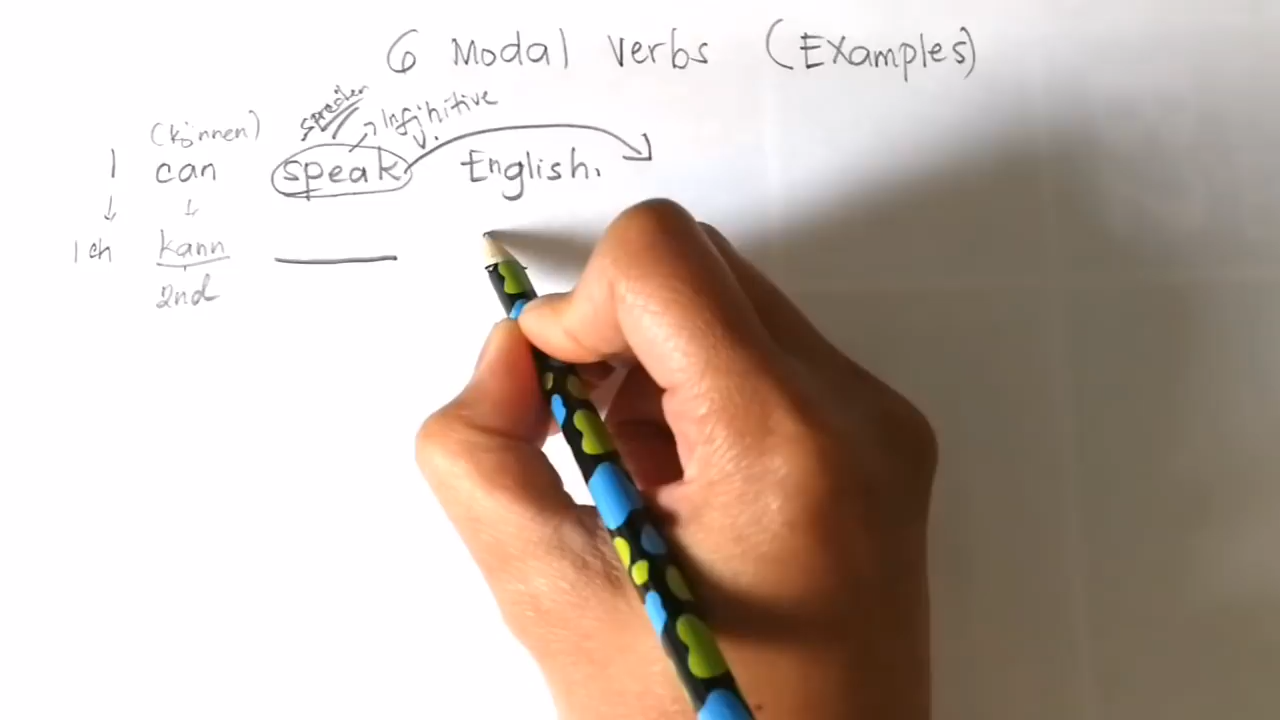 6 Modal verbs (Examples)
sprechen
Infinitive
(können)
I can speak English.
Ich kann
2nd